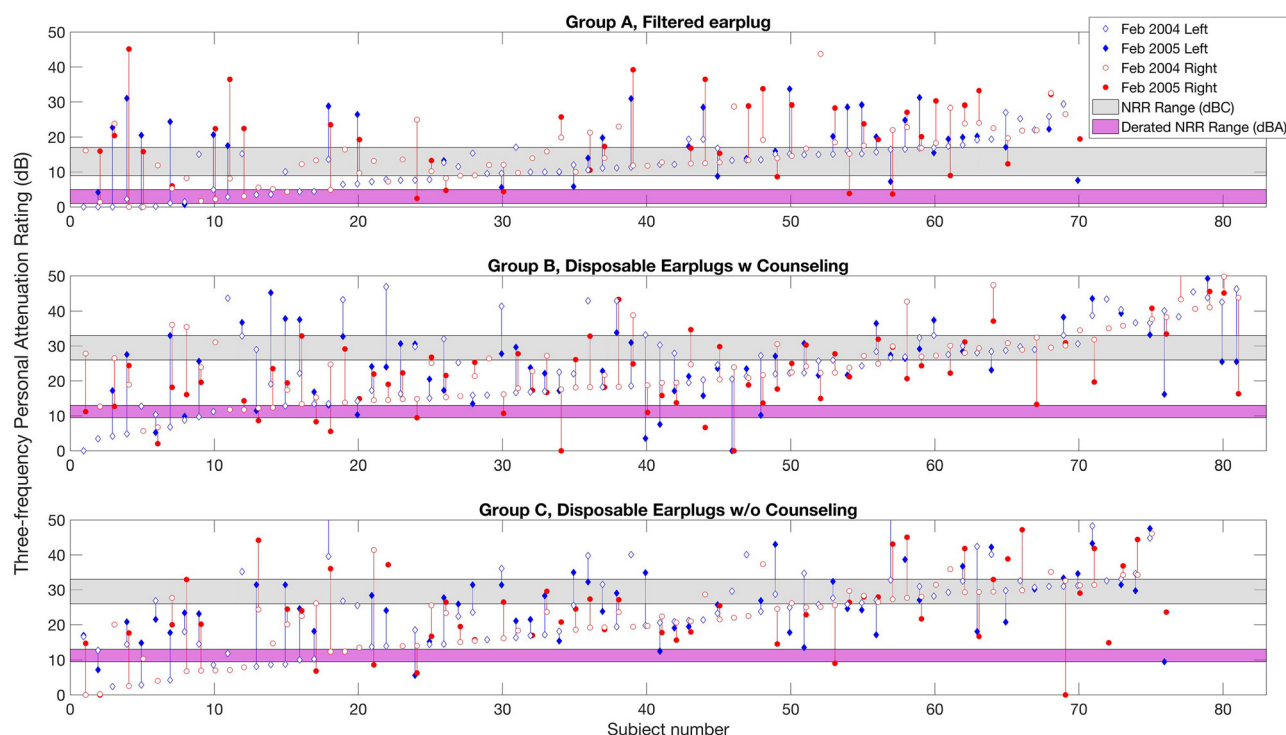 Group A, Filtered earplug
50
40
30
20
10
0
0 10 20 30 40 50 60 70 80
Feb 2004 Left
Feb 2005 Left
Feb 2004 Right
Feb 2005 Right
NRR Range (dBC)
Derated NRR Range (dBA)
Three-frequency Personal Attenuation Rating (dB)
Group B, Disposable Earplugs w Counseling
50
40
30
20
10
0
0 10 20 30 40 50 60 70 80
Group C, Disposable Earplugs w/o Counseling
50
40
30
20
10
0
0 10 20 30 40 50 60 70 80
Subject number